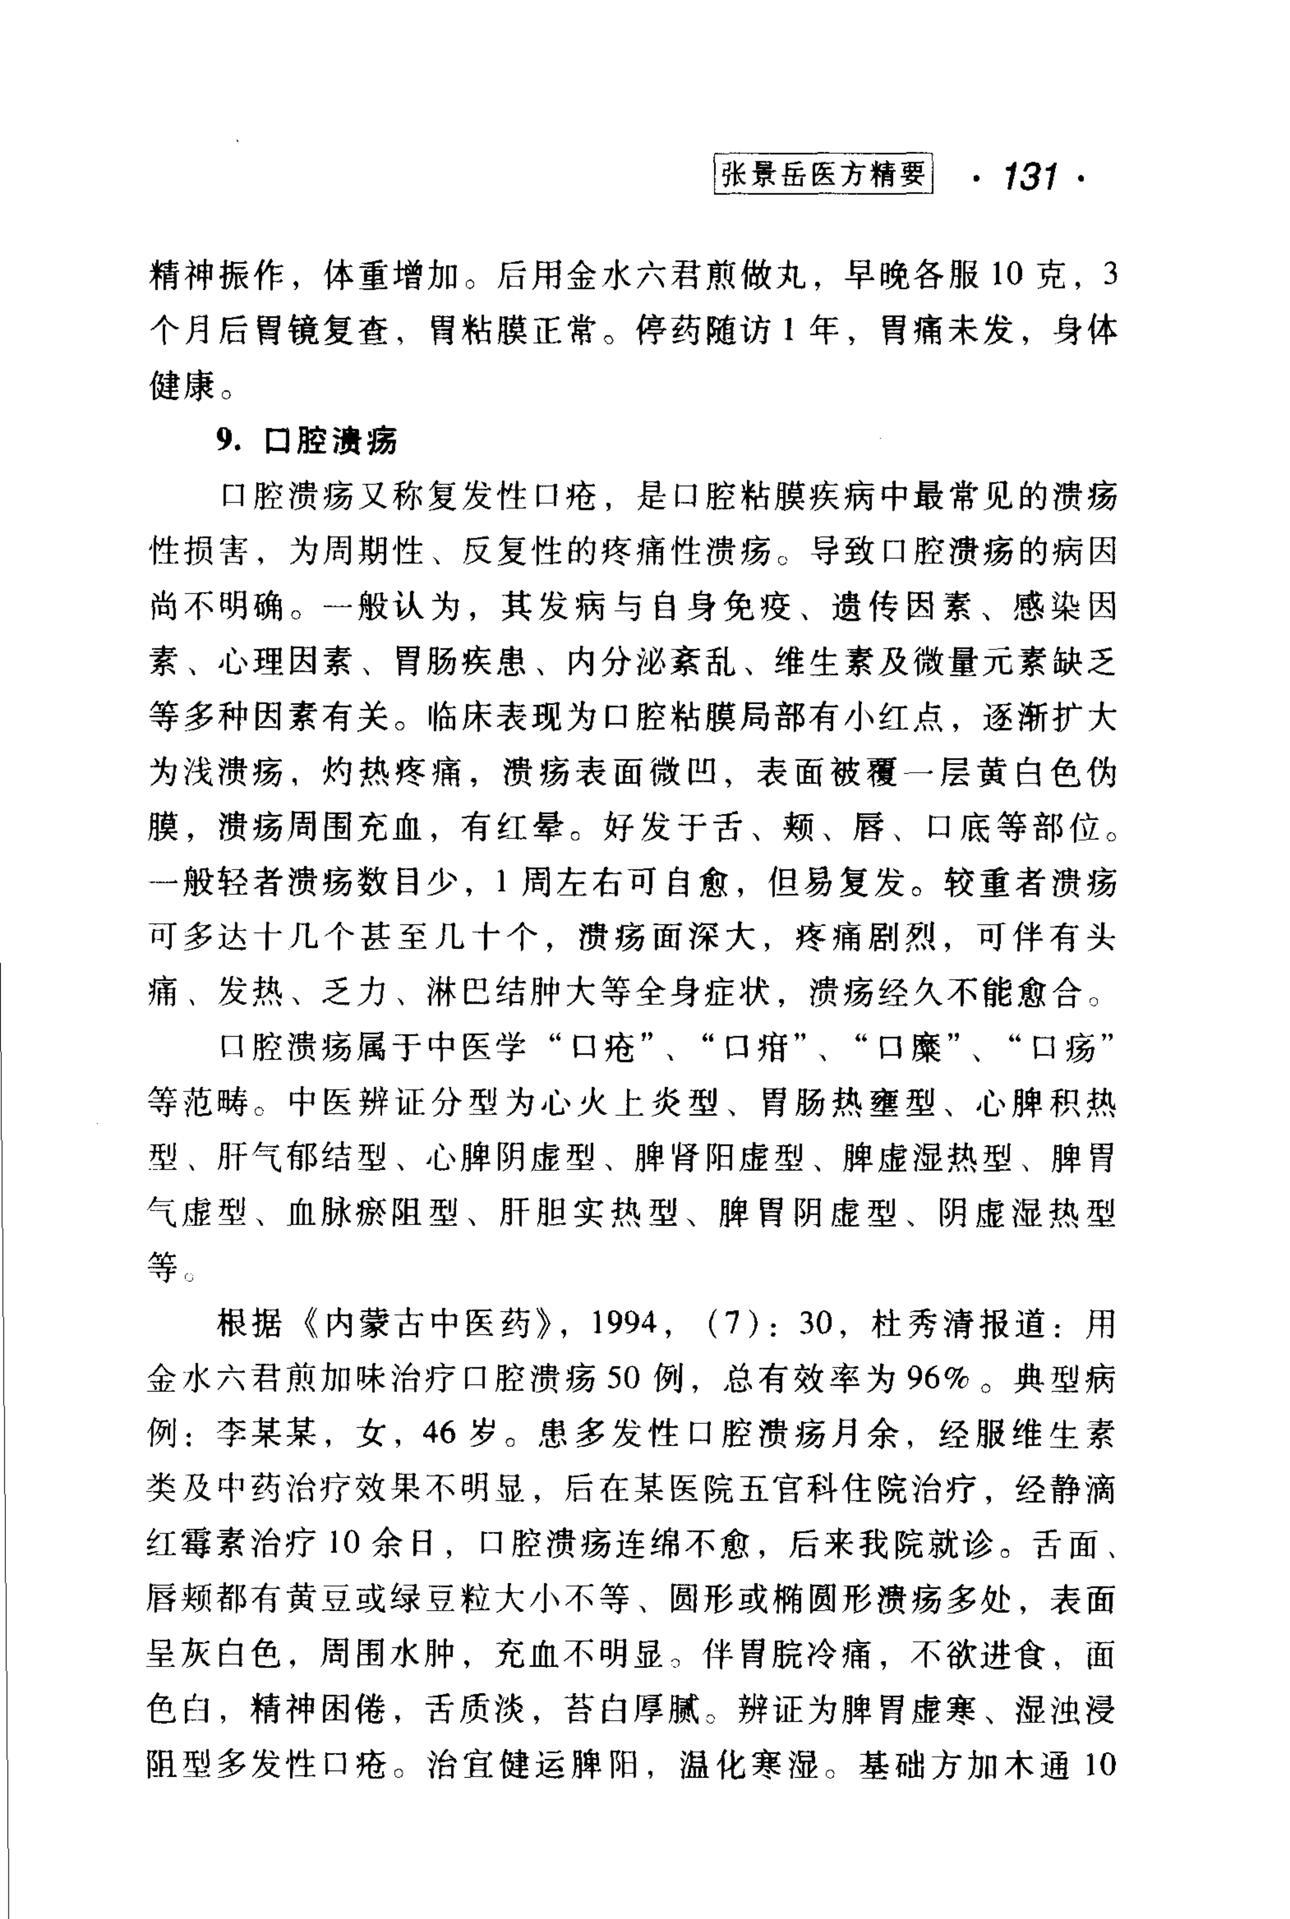 张景岳医方精要 · 131 ·
精神振作，体重增加。后用金水六君煎做丸，早晚各服 10 克，3
个月后胃镜复查，胃粘膜正常。停药随访 1 年，胃痛未发，身体
健康。
9. 口腔溃疡
口腔溃疡又称复发性口疮，是口腔粘膜疾病中最常见的溃疡
性损害，为周期性、反复性的疼痛性溃疡。导致口腔溃疡的病因
尚不明确。一般认为，其发病与自身免疫、遗传因素、感染因
素、心理因素、胃肠疾患、内分泌紊乱、维生素及微量元素缺乏
等多种因素有关。临床表现为口腔粘膜局部有小红点，逐渐扩大
为浅溃疡，灼热疼痛，溃疡表面微凹，表面被覆一层黄白色伪
膜，溃疡周围充血，有红晕。好发于舌、颊、唇、口底等部位。
一般轻者溃疡数目少，1 周左右可自愈，但易复发。较重者溃疡
可多达十几个甚至几十个，溃疡面深大，疼痛剧烈，可伴有头
痛、发热、乏力、淋巴结肿大等全身症状，溃疡经久不能愈合。
口腔溃疡属于中医学“口疮”、“口疳”、“口糜”、“口疡”
等范畴。中医辨证分型为心火上炎型、胃肠热壅型、心脾积热
型、肝气郁结型、心脾阴虚型、脾肾阳虚型、脾虚湿热型、脾胃
气虚型、血脉瘀阻型、肝胆实热型、脾胃阴虚型、阴虚湿热型
等。
根据《内蒙古中医药》，1994，（7）：30，杜秀清报道：用
金水六君煎加味治疗口腔溃疡 50 例，总有效率为 96%。典型病
例：李某某，女，46 岁。患多发性口腔溃疡月余，经服维生素
类及中药治疗效果不明显，后在某医院五官科住院治疗，经静滴
红霉素治疗 10 余日，口腔溃疡连绵不愈，后来我院就诊。舌面、
唇颊都有黄豆或绿豆粒大小不等、圆形或椭圆形溃疡多处，表面
呈灰白色，周围水肿，充血不明显。伴胃脘冷痛，不欲进食，面
色白，精神困倦，舌质淡，苔白厚腻。辨证为脾胃虚寒、湿浊浸
阻型多发性口疮。治宜健运脾阳，温化寒湿。基础方加木通 10